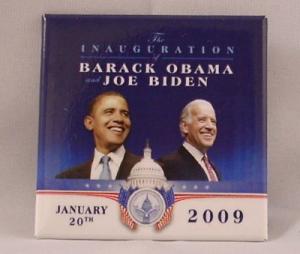 The
INAUGURATION
of
BARACK OBAMA
and JOE BIDEN
JANUARY
20TH
2009